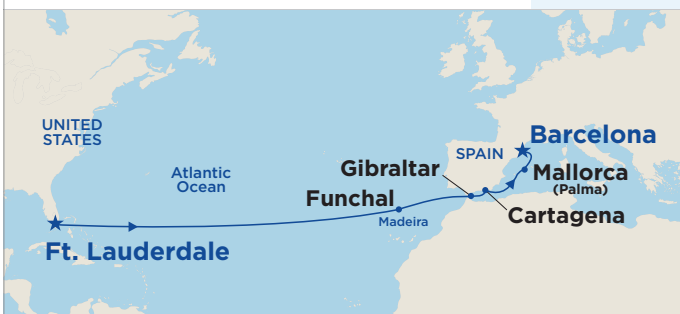 UNITED
STATES
Atlantic
Ocean
SPAIN
Barcelona
Mallorca
(Palma)
Gibraltar
Cartagena
Funchal
Madeira
Ft. Lauderdale